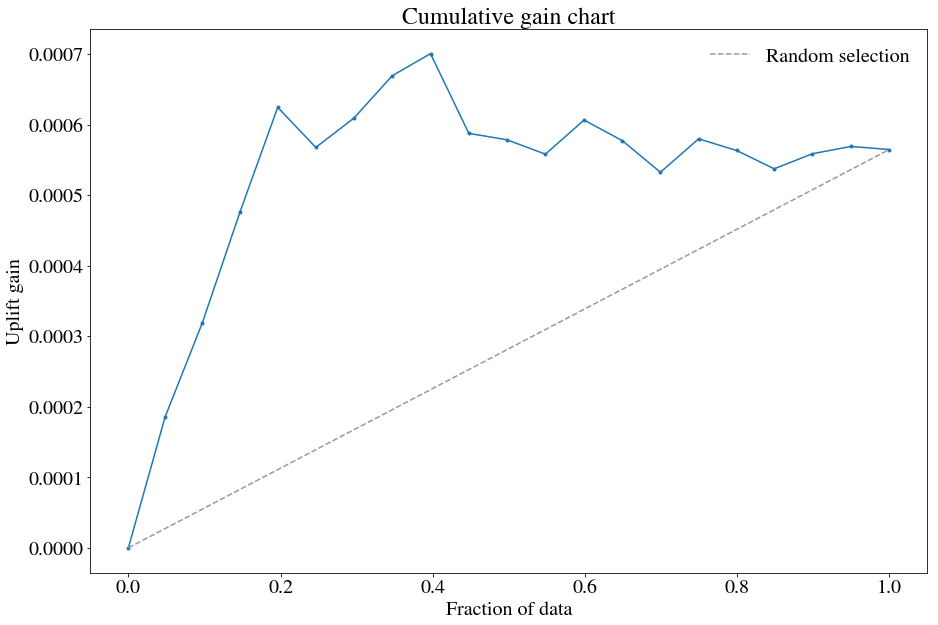 Cumulative gain chart
Random selection
Uplift gain
0.0007
0.0006
0.0005
0.0004
0.0003
0.0002
0.0001
0.0000
0.0 0.2 0.4 0.6 0.8 1.0
Fraction of data